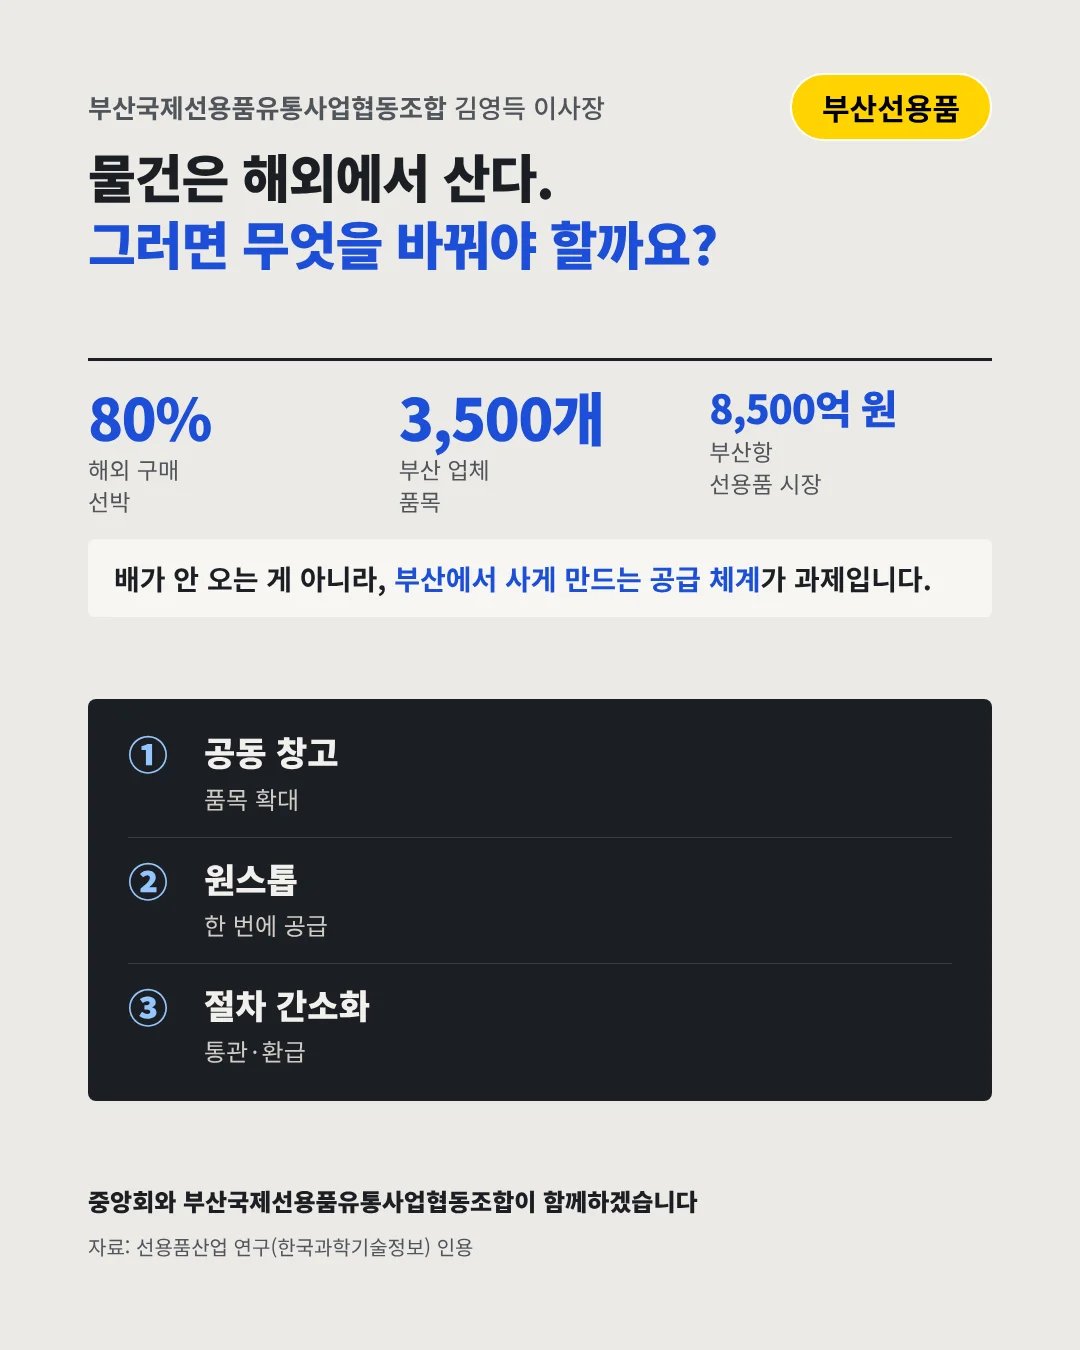 부산국제선용품유통사업협동조합 김영득 이사장
부산선용품
물건은 해외에서 산다.
그러면 무엇을 바꿔야 할까요?
80%
해외 구매
선박
3,500개
부산 업체
품목
8,500억 원
부산항
선용품 시장
배가 안 오는 게 아니라, 부산에서 사게 만드는 공급 체계가 과제입니다.
① 공동 창고
품목 확대
② 원스톱
한 번에 공급
③ 절차 간소화
통관·환급
중앙회와 부산국제선용품유통사업협동조합이 함께하겠습니다
자료: 선용품산업 연구(한국과학기술정보) 인용